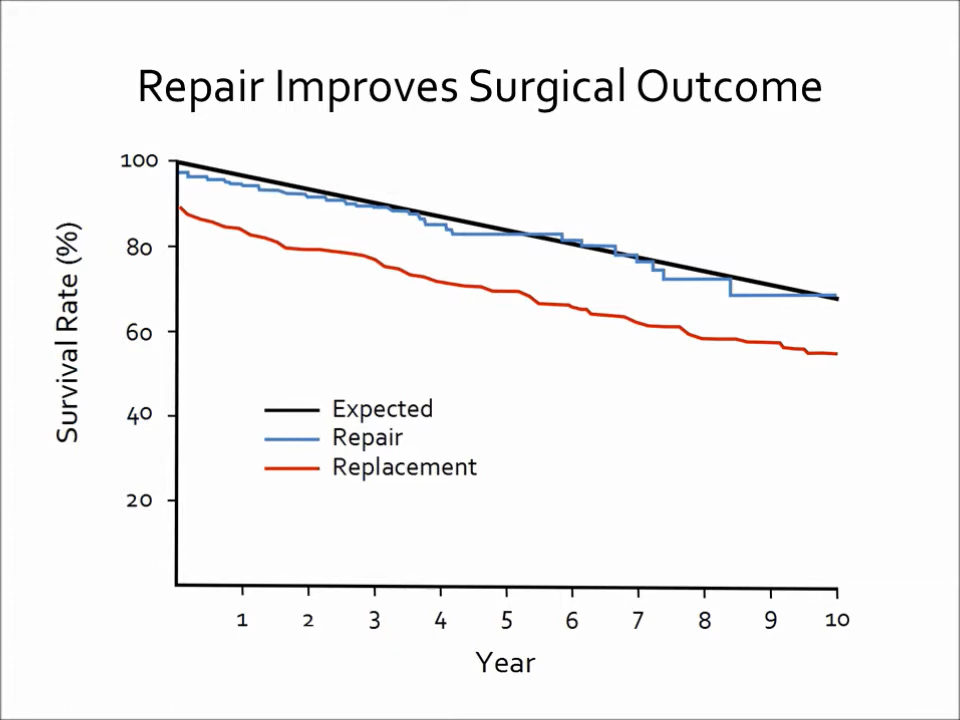 Repair Improves Surgical Outcome
Survival Rate (%)
100
80
60
40
20
Expected
Repair
Replacement
1 2 3 4 5 6 7 8 9 10
Year